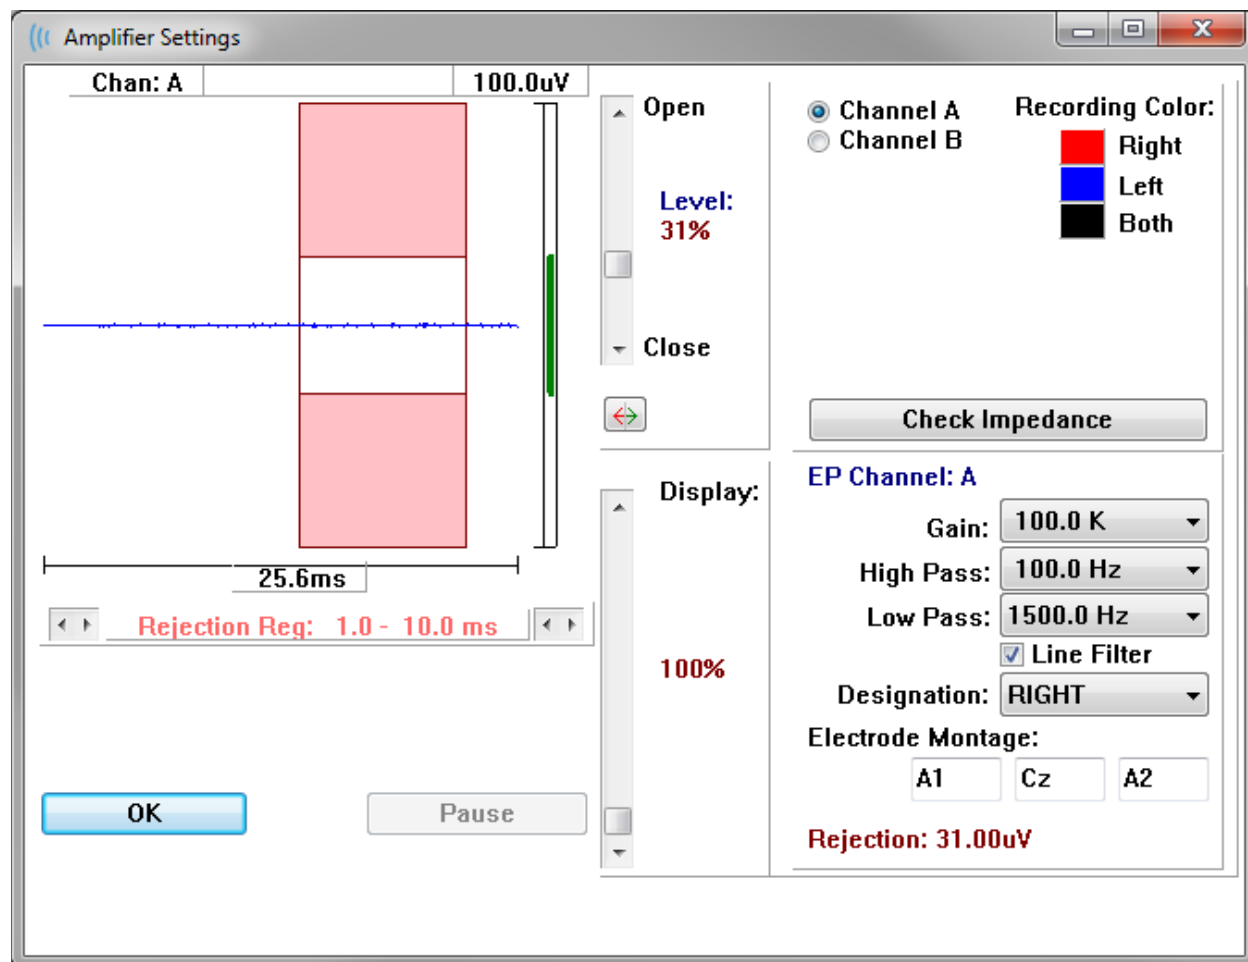 Amplifier Settings
Chan: A
100.0uV
Open
Level:
31%
Close
Channel A
Channel B
Recording Color:
Right
Left
Both
Check Impedance
25.6ms
Rejection Reg: 1.0 - 10.0 ms
Display:
100%
EP Channel: A
Gain: 100.0 K
High Pass: 100.0 Hz
Low Pass: 1500.0 Hz
Line Filter
Designation: RIGHT
Electrode Montage:
A1 Cz A2
Rejection: 31.00uV
OK
Pause